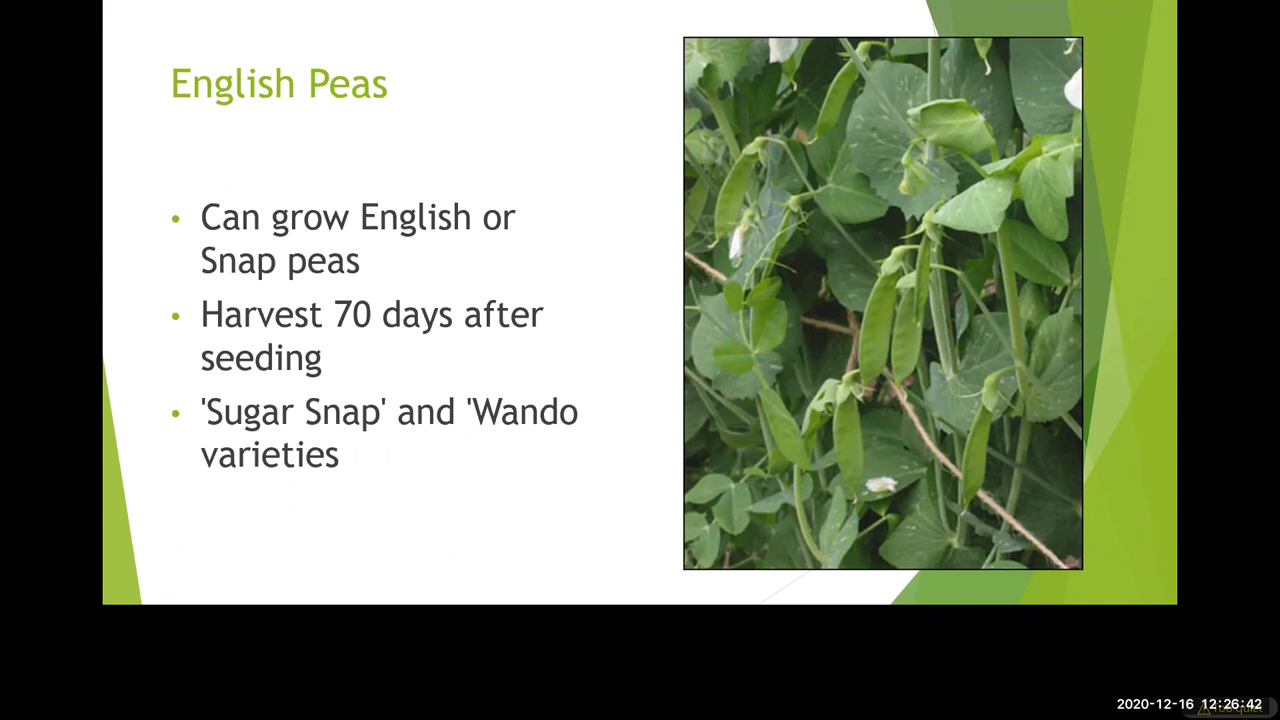 English Peas
• Can grow English or
Snap peas
• Harvest 70 days after
seeding
• 'Sugar Snap' and 'Wando
varieties
2020-12-16 12:26:42